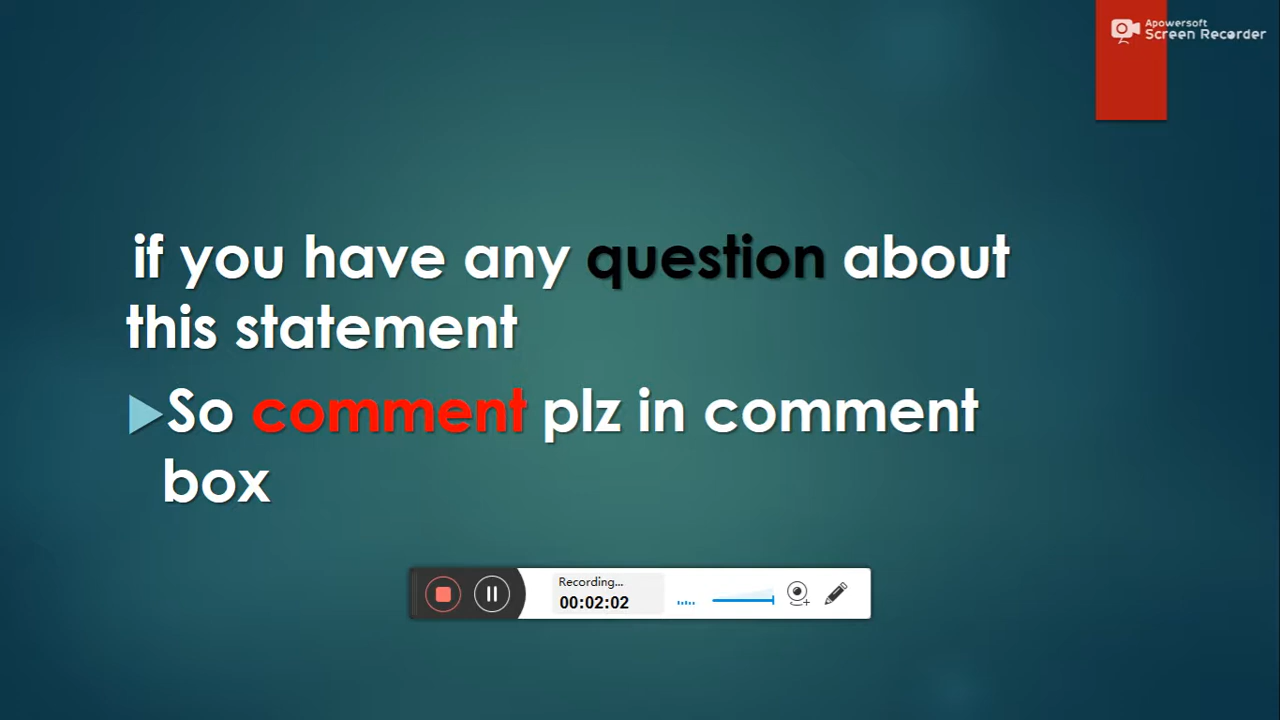 Apowersoft
Screen Recorder
if you have any question about
this statement
So comment plz in comment
box
Recording...
00:02:02